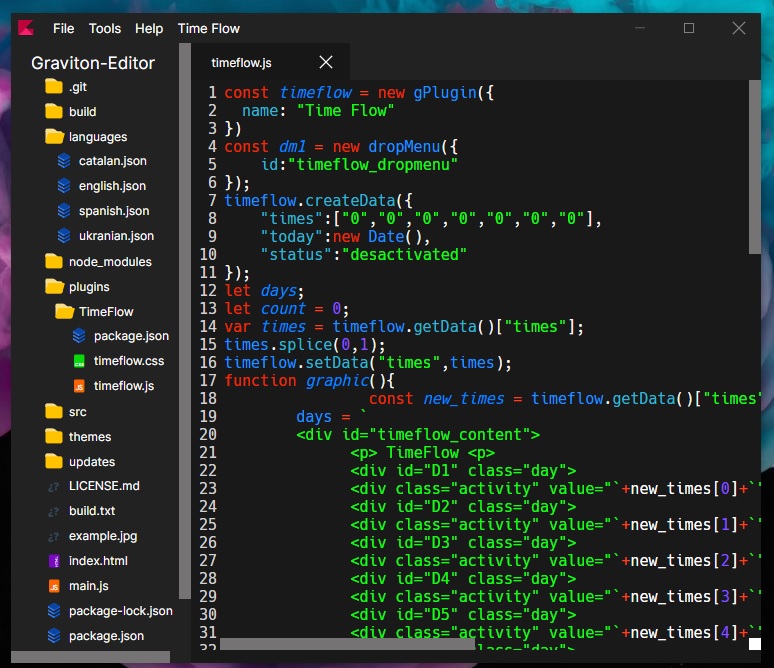 File Tools Help Time Flow
Graviton-Editor
.git
build
languages
catalan.json
english.json
spanish.json
ukranian.json
node_modules
plugins
TimeFlow
package.json
timeflow.css
timeflow.js
src
themes
updates
LICENSE.md
build.txt
example.jpg
index.html
main.js
package-lock.json
package.json
timeflow.js
1 const timeflow = new gPlugin({
2 name: "Time Flow"
3 })
4 const dm1 = new dropMenu({
5 id:"timeflow_dropmenu"
6 });
7 timeflow.createData({
8 "times":["0","0","0","0","0","0","0"],
9 "today":new Date(),
10 "status":"desactivated"
11 });
12 let days;
13 let count = 0;
14 var times = timeflow.getData()["times"];
15 times.splice(0,1);
16 timeflow.setData("times",times);
17 function graphic(){
18 const new_times = timeflow.getData()["times"
19 days = `
20 <div id="timeflow_content">
21 <p> TimeFlow <p>
22 <div id="D1" class="day">
23 <div class="activity" value="`+new_times[0]+`"
24 <div id="D2" class="day">
25 <div class="activity" value="`+new_times[1]+`"
26 <div id="D3" class="day">
27 <div class="activity" value="`+new_times[2]+`"
28 <div id="D4" class="day">
29 <div class="activity" value="`+new_times[3]+`"
30 <div id="D5" class="day">
31 <div class="activity" value="`+new_times[4]+`"